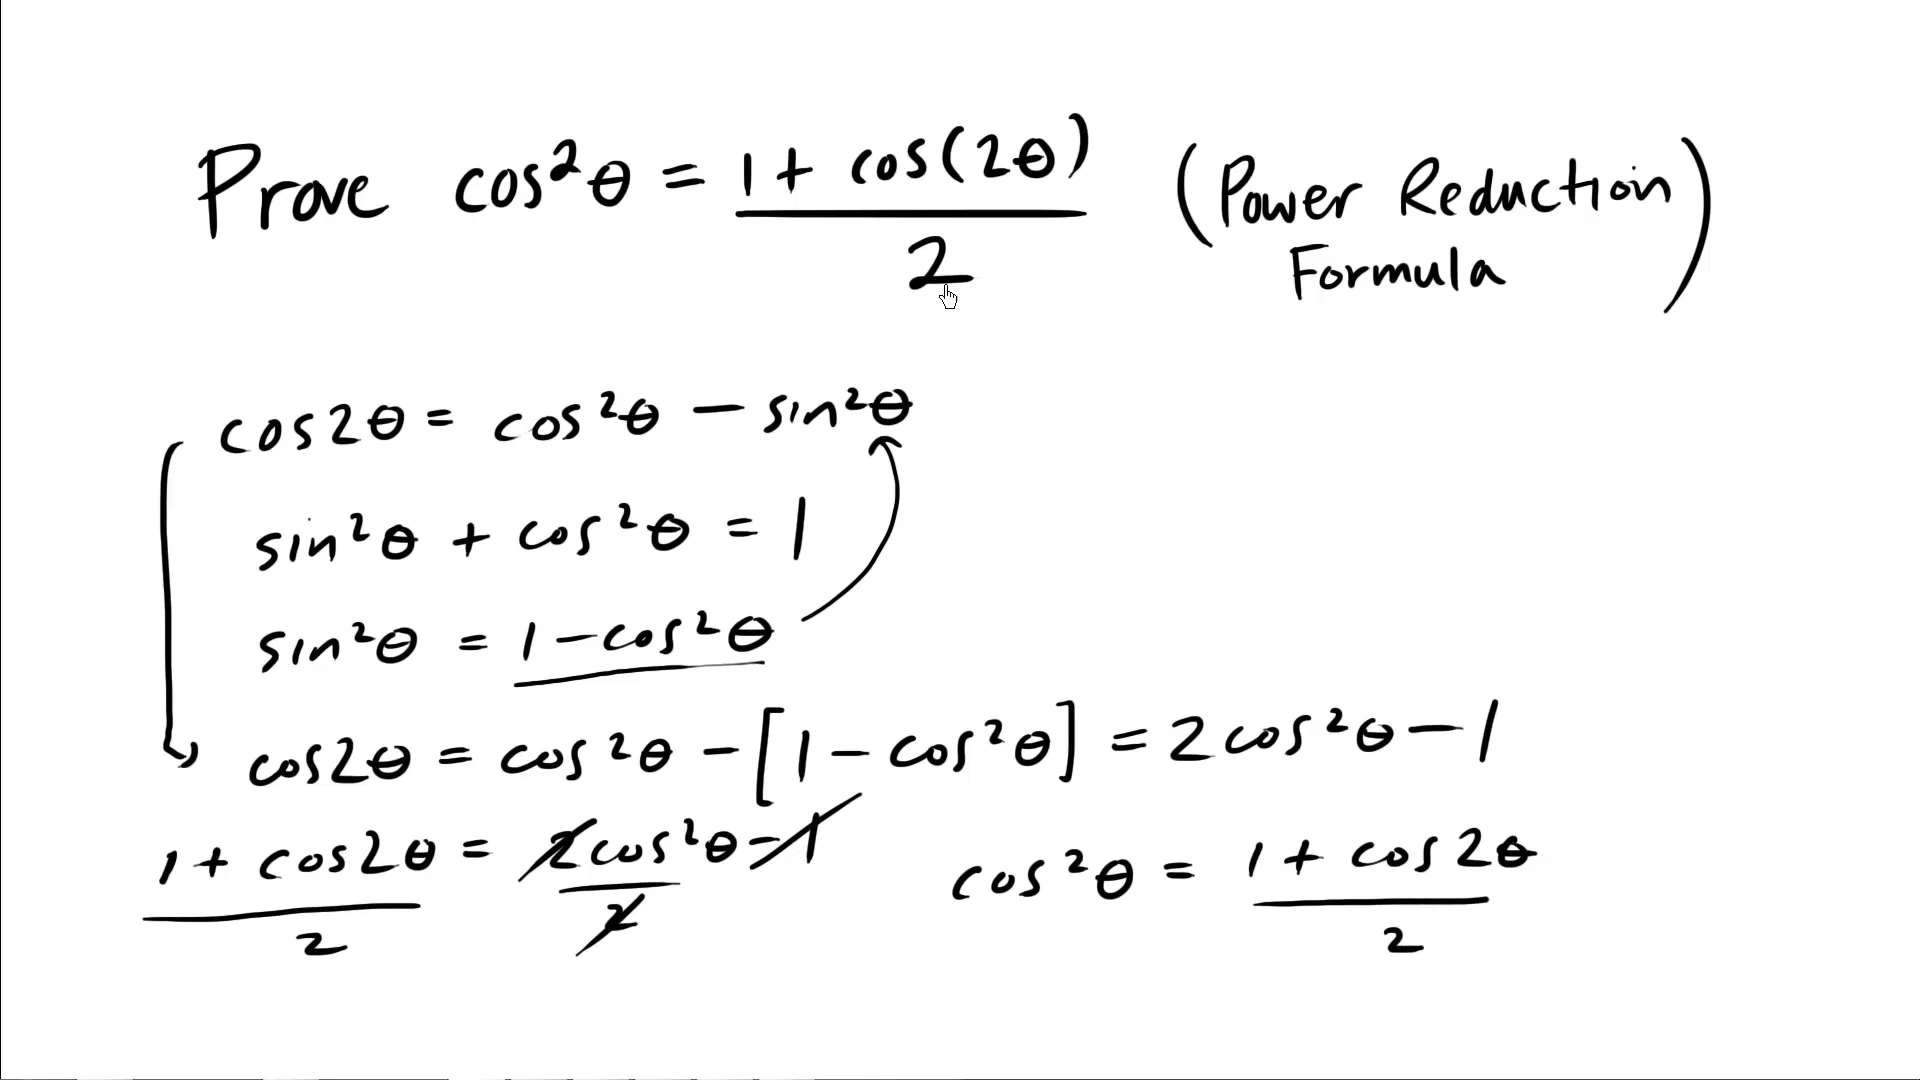 Prove cos²θ = 1 + cos(2θ) / 2 (Power Reduction Formula)
cos2θ = cos²θ − sin²θ
sin²θ + cos²θ = 1
sin²θ = 1 − cos²θ
cos2θ = cos²θ − [1 − cos²θ] = 2cos²θ − 1
1 + cos2θ / 2 = 2cos²θ − 1 / 2
cos²θ = 1 + cos2θ / 2